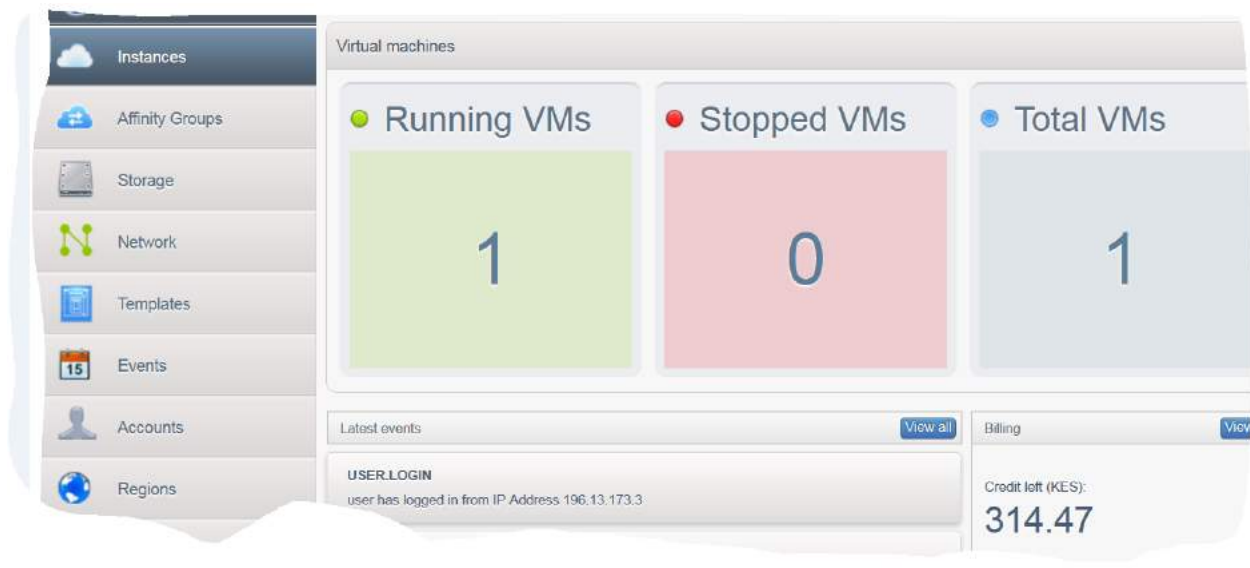 Instances
Affinity Groups
Storage
Network
Templates
15
Events
Accounts
Regions
Virtual machines
Running VMs
1
Stopped VMs
0
Total VMs
1
Latest events
View all
USER.LOGIN
user has logged in from IP Address 196.13.173.3
Billing
View
Credit left (KES):
314.47